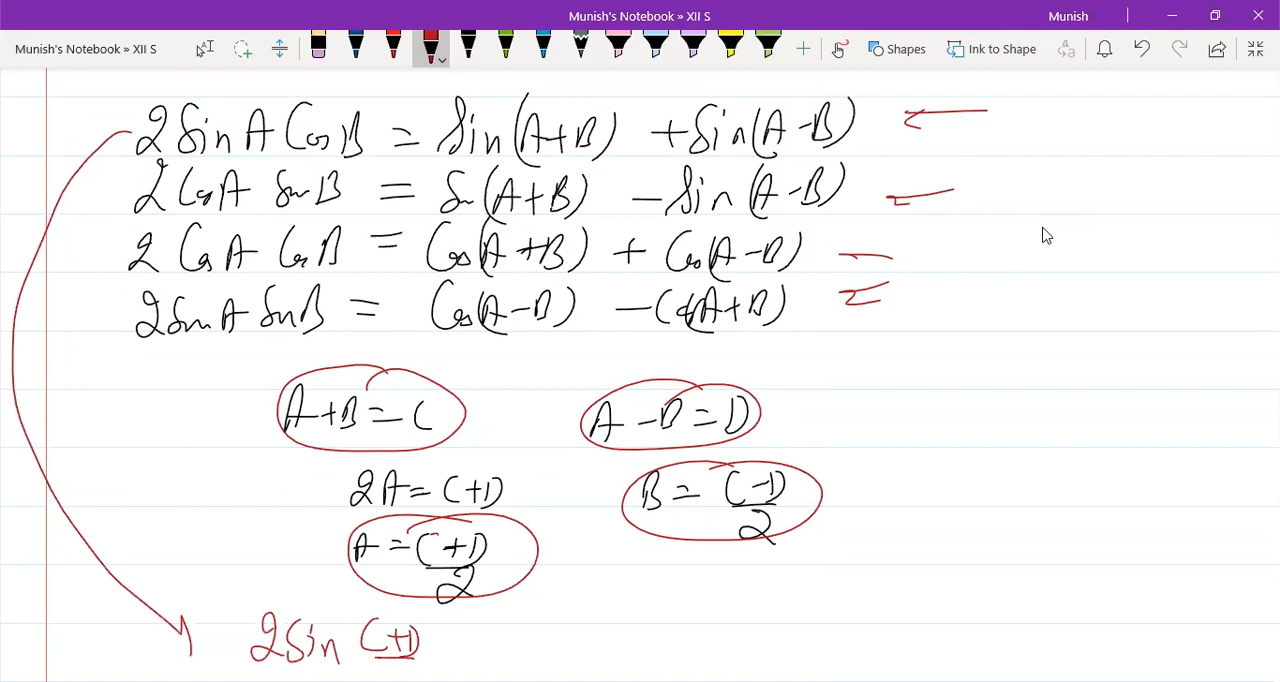 Munish's Notebook » XII S
Munish
Munish's Notebook » XII S
Shapes
Ink to Shape
2 Sin A Cos B = Sin(A+B) + Sin(A-B)
2 Cos A Sin B = Sin(A+B) - Sin(A-B)
2 Cos A Cos B = Cos(A+B) + Cos(A-B)
2 Sin A Sin B = Cos(A-B) - Cos(A+B)
A+B = C A-B = D
2A = C+D B = (C-D)/2
A = (C+D)/2
2 Sin C+D